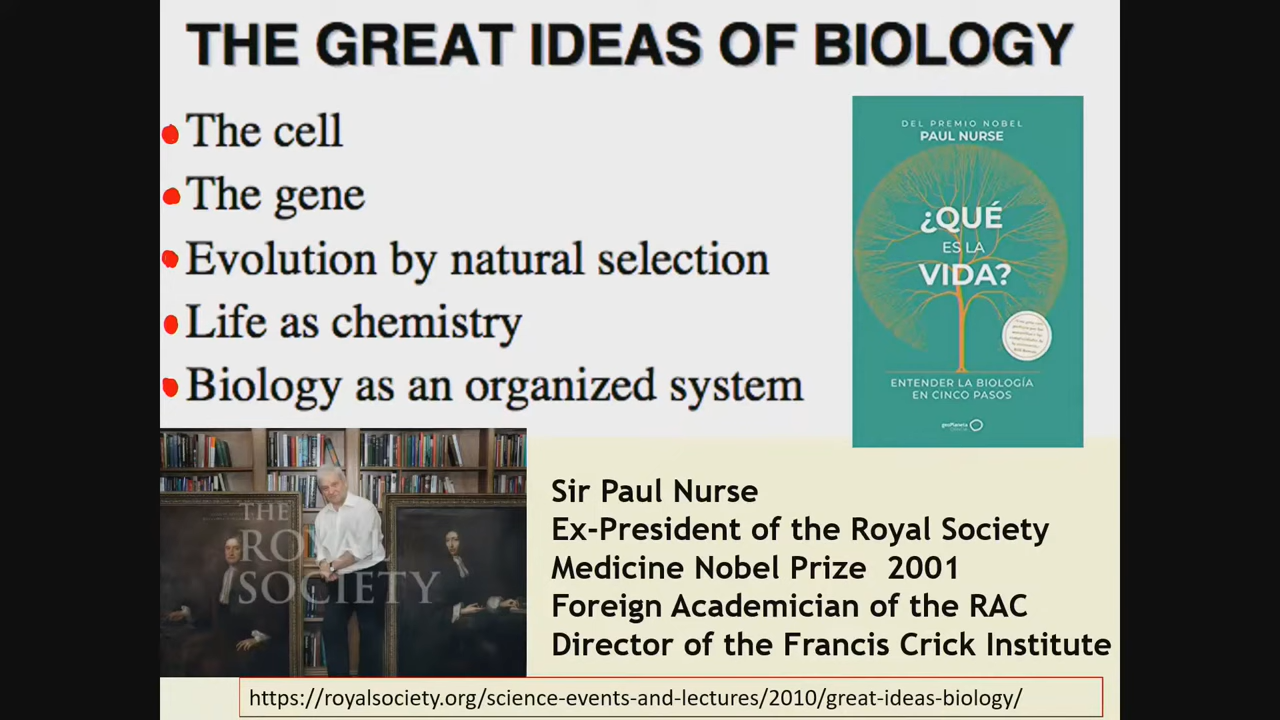 THE GREAT IDEAS OF BIOLOGY
The cell
The gene
Evolution by natural selection
Life as chemistry
Biology as an organized system
DEL PREMIO NOBEL
PAUL NURSE
¿QUÉ
ES LA
VIDA?
ENTENDER LA BIOLOGÍA
EN CINCO PASOS
geoPlaneta
THE
ROYAL
SOCIETY
Sir Paul Nurse
Ex-President of the Royal Society
Medicine Nobel Prize 2001
Foreign Academician of the RAC
Director of the Francis Crick Institute
https://royalsociety.org/science-events-and-lectures/2010/great-ideas-biology/